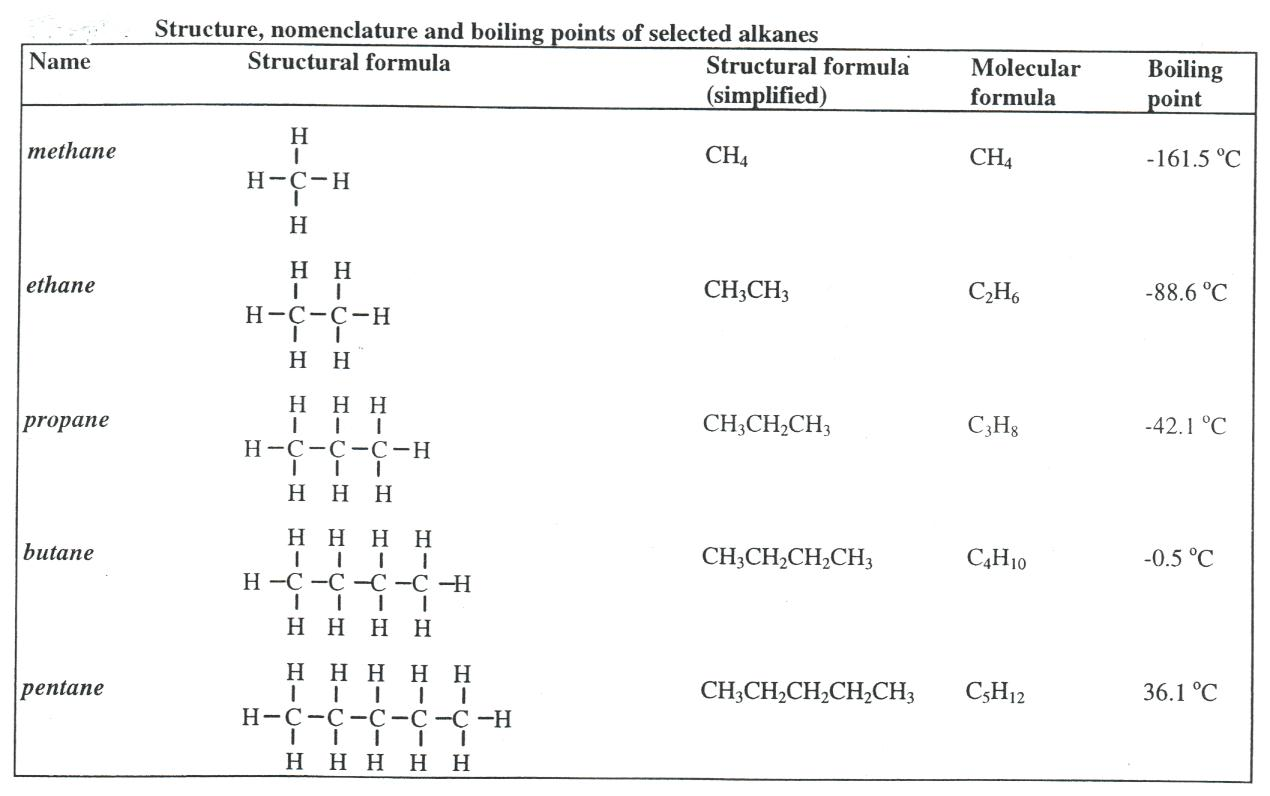 Structure, nomenclature and boiling points of selected alkanes
Name Structural formula Structural formula (simplified) Molecular formula Boiling point
methane
H
H-C-H
H
CH₄ CH₄ -161.5 °C
ethane
H H
H-C-C-H
H H
CH₃CH₃ C₂H₆ -88.6 °C
propane
H H H
H-C-C-C-H
H H H
CH₃CH₂CH₃ C₃H₈ -42.1 °C
butane
H H H H
H-C-C-C-C-H
H H H H
CH₃CH₂CH₂CH₃ C₄H₁₀ -0.5 °C
pentane
H H H H H
H-C-C-C-C-C-H
H H H H H
CH₃CH₂CH₂CH₂CH₃ C₅H₁₂ 36.1 °C